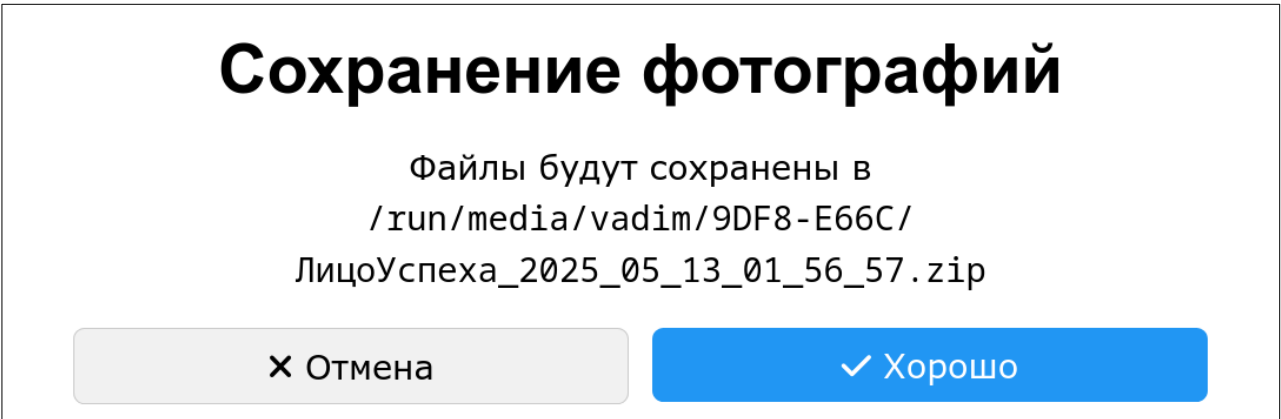 Сохранение фотографий
Файлы будут сохранены в
/run/media/vadim/9DF8-E66C/
ЛицоУспеха_2025_05_13_01_56_57.zip
Отмена
Хорошо